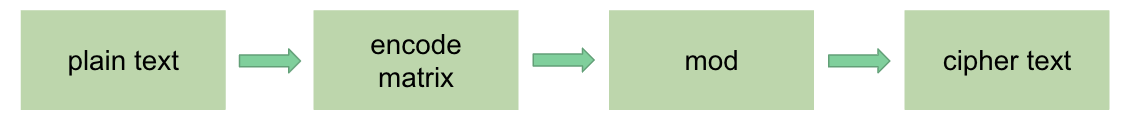 plain text
encode
matrix
mod
cipher text